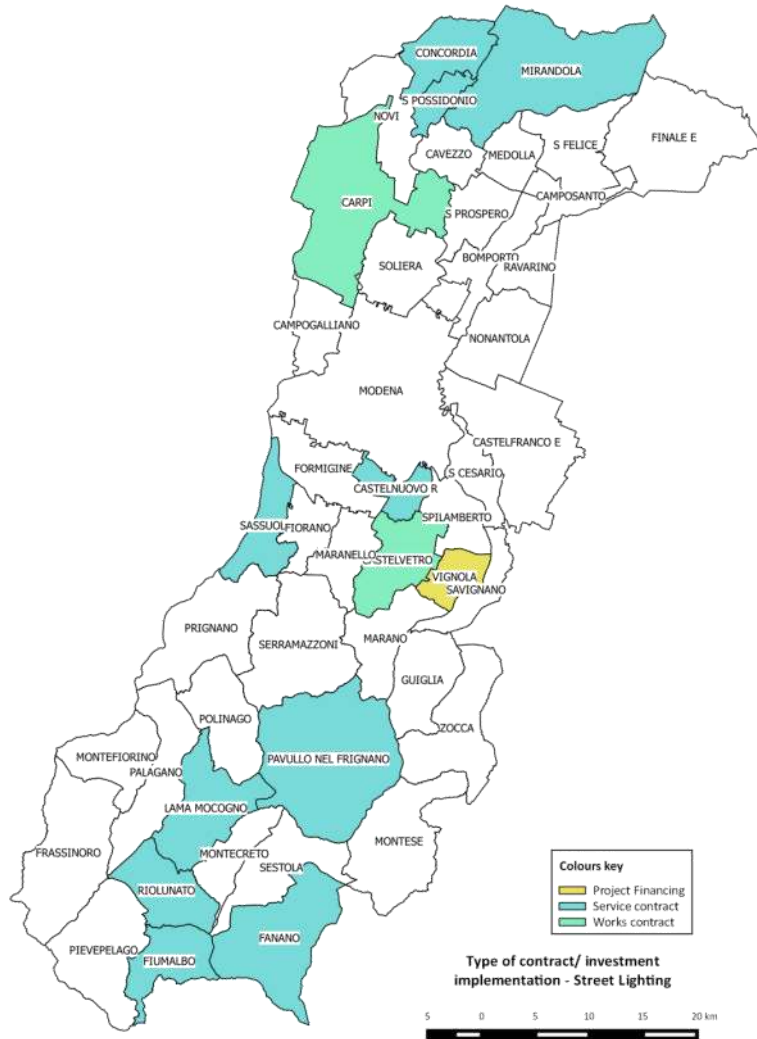 CONCORDIA
MIRANDOLA
S POSSIDONIO
NOVI
FINALE E
S FELICE
CAVEZZO
MEDOLLA
CAMPOSANTO
CARPI
S PROSPERO
BOMPORTO
SOLIERA
RAVARINO
CAMPOGALLIANO
NONANTOLA
MODENA
CASTELFRANCO E
FORMIGINE
S CESARIO
CASTELNUOVO R
SPILAMBERTO
SASSUOL
FIORANO
MARANELLO
STELVETRO
VIGNOLA
SAVIGNANO
PRIGNANO
SERRAMAZZONI
MARANO
GUIGLIA
POLINAGO
ZOCCA
MONTEFIORINO
PAVULLO NEL FRIGNANO
PALAGANO
LAMA MOCOGNO
MONTESE
FRASSINORO
MONTECRETO
SESTOLA
RIOLUNATO
FANANO
PIEVEPELAGO
FIUMALBO
Colours key
Project Financing
Service contract
Works contract
Type of contract/ investment
implementation - Street Lighting
5 0 5 10 15 20 km